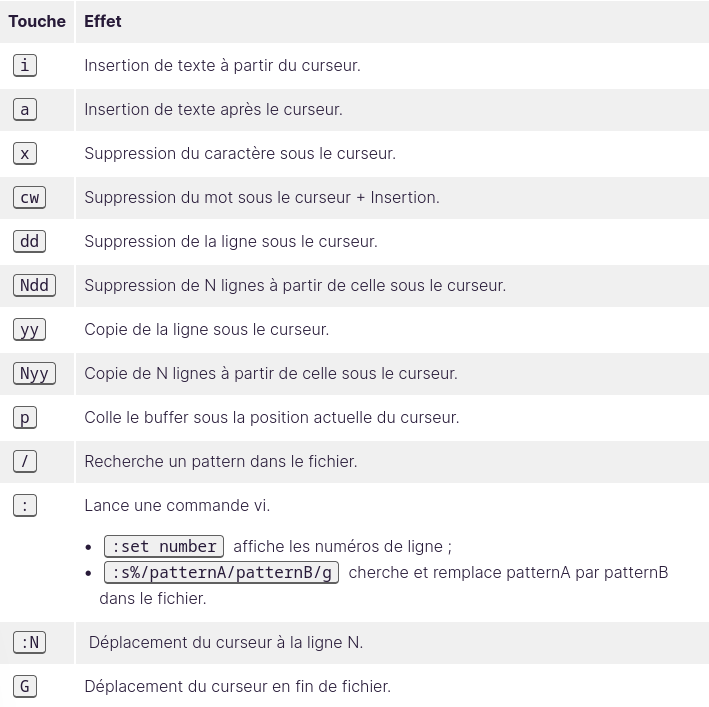 Touche Effet
i Insertion de texte à partir du curseur.
a Insertion de texte après le curseur.
x Suppression du caractère sous le curseur.
cw Suppression du mot sous le curseur + Insertion.
dd Suppression de la ligne sous le curseur.
Ndd Suppression de N lignes à partir de celle sous le curseur.
yy Copie de la ligne sous le curseur.
Nyy Copie de N lignes à partir de celle sous le curseur.
p Colle le buffer sous la position actuelle du curseur.
/ Recherche un pattern dans le fichier.
: Lance une commande vi.
• :set number affiche les numéros de ligne ;
• :s%/patternA/patternB/g cherche et remplace patternA par patternB
dans le fichier.
:N Déplacement du curseur à la ligne N.
G Déplacement du curseur en fin de fichier.